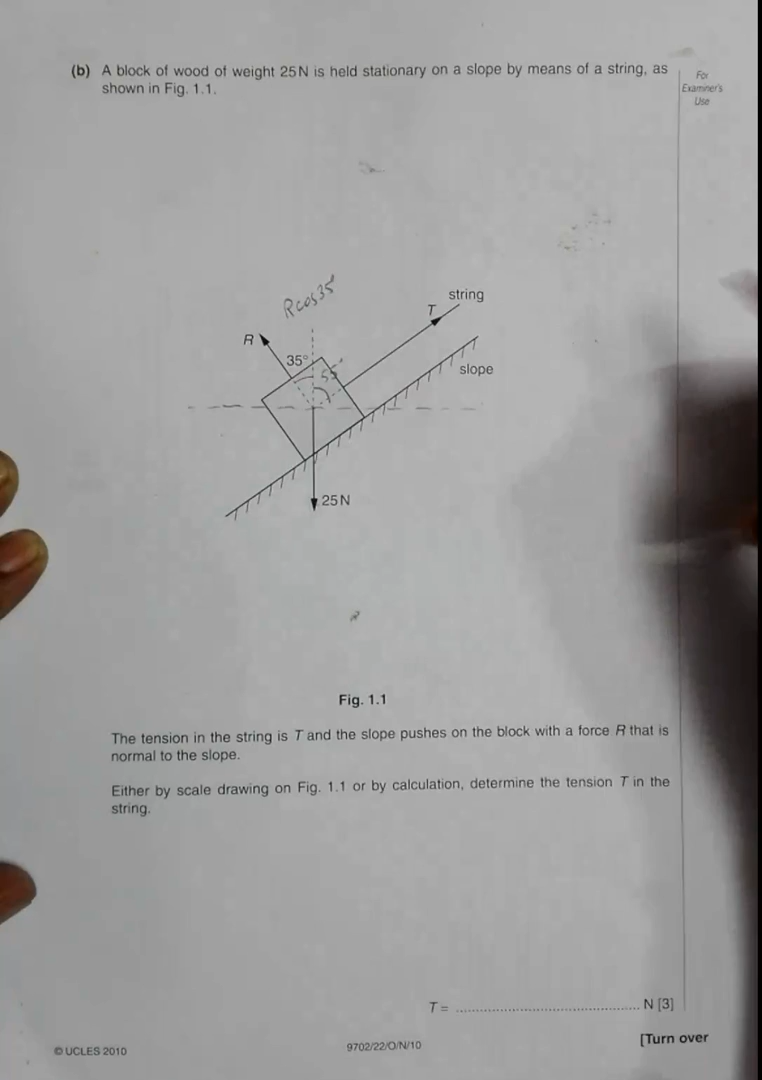 (b) A block of wood of weight 25N is held stationary on a slope by means of a string, as
shown in Fig. 1.1.
For
Examiner's
Use
Rcos35°
string
T
R
35°
55°
slope
25N
Fig. 1.1
The tension in the string is T and the slope pushes on the block with a force R that is
normal to the slope.
Either by scale drawing on Fig. 1.1 or by calculation, determine the tension T in the
string.
T = ........................................... N [3]
© UCLES 2010
9702/22/O/N/10
[Turn over